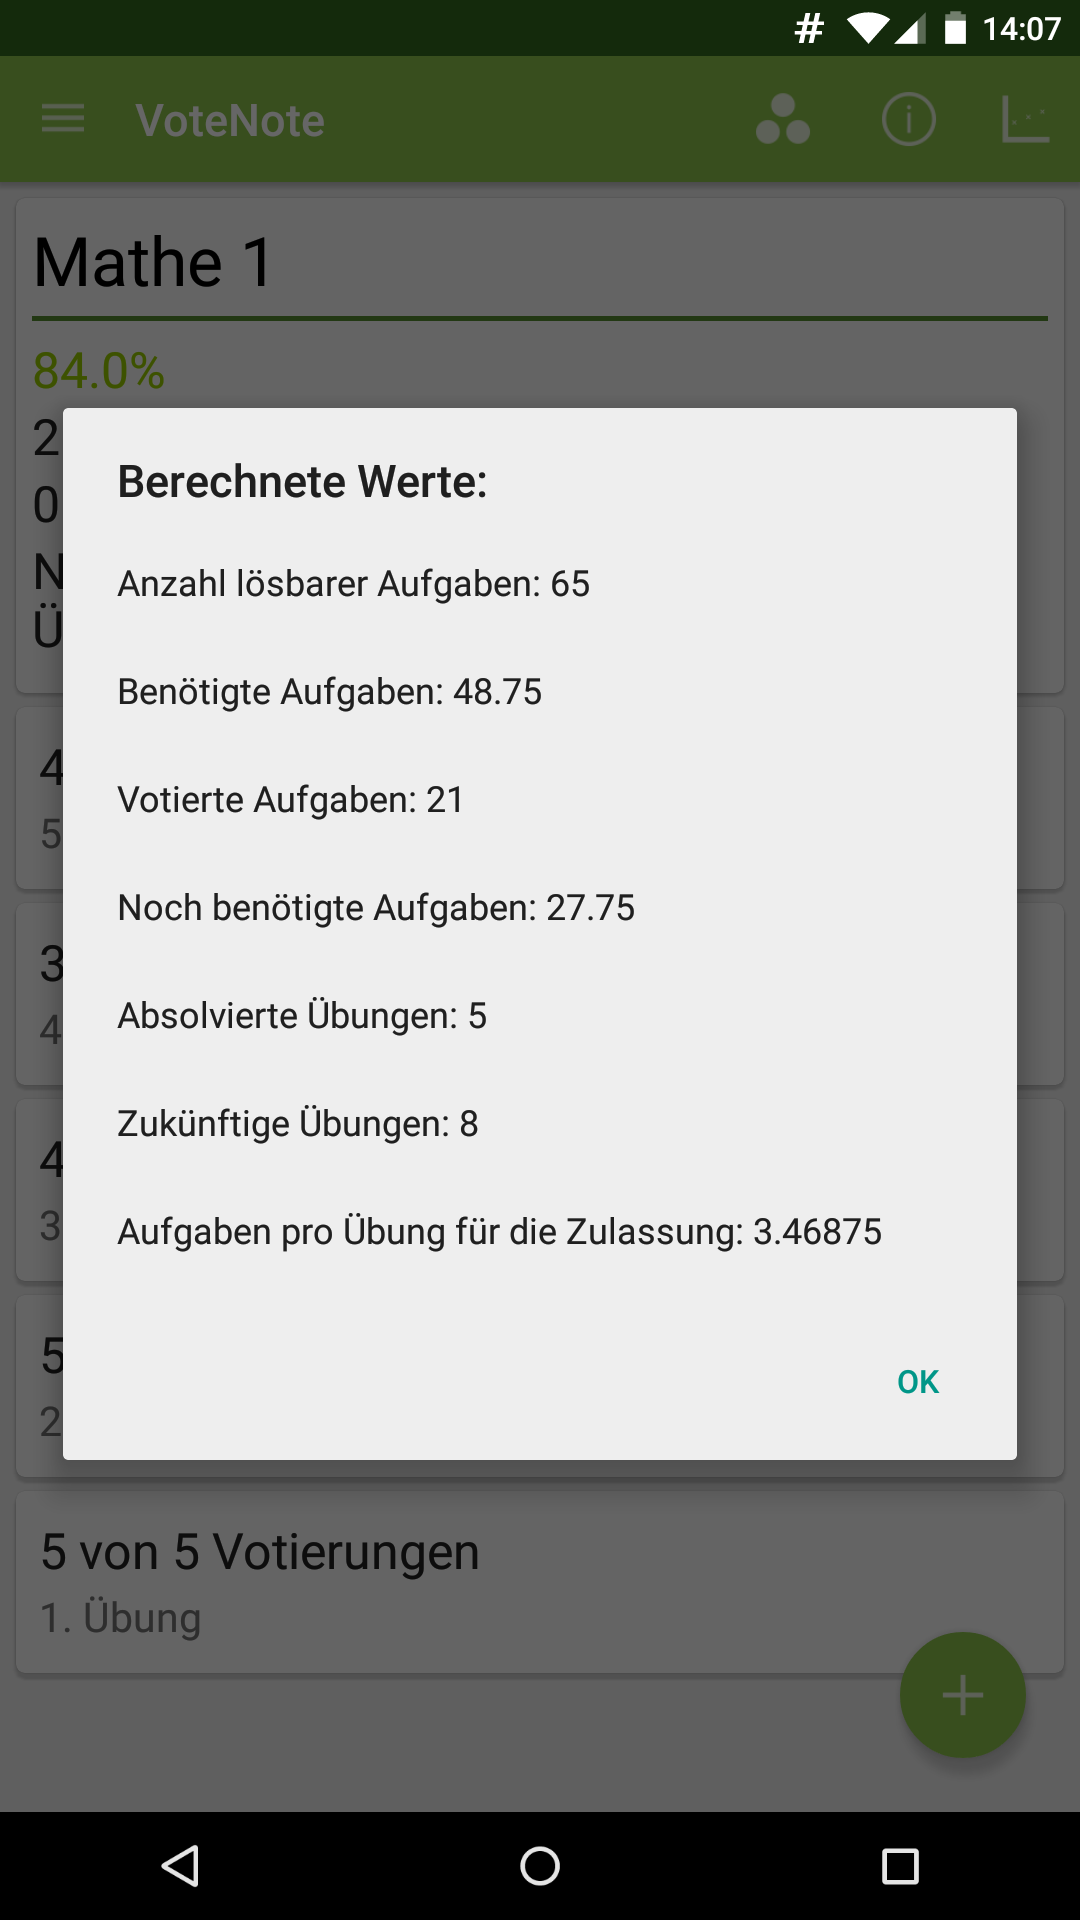 14:07
VoteNote
Mathe 1
84.0%
2
0
N
Ü
Berechnete Werte:
Anzahl lösbarer Aufgaben: 65
Benötigte Aufgaben: 48.75
Votierte Aufgaben: 21
Noch benötigte Aufgaben: 27.75
Absolvierte Übungen: 5
Zukünftige Übungen: 8
Aufgaben pro Übung für die Zulassung: 3.46875
OK
4
5
3
4
4
3
5
2
5 von 5 Votierungen
1. Übung